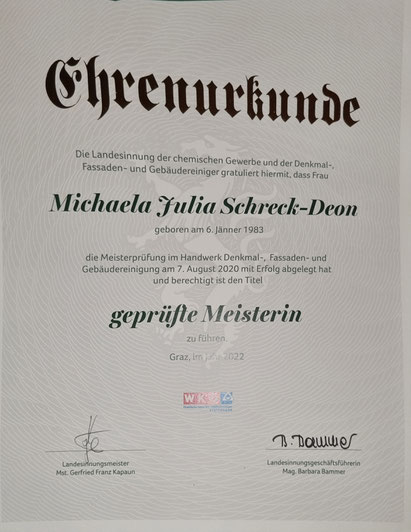 Ehrenurkunde
Die Landesinnung der chemischen Gewerbe und der Denkmal-,
Fassaden- und Gebäudereiniger gratuliert hiermit, dass Frau
Michaela Julia Schreck-Deon
geboren am 6. Jänner 1983
die Meisterprüfung im Handwerk Denkmal-, Fassaden- und
Gebäudereinigung am 7. August 2020 mit Erfolg abgelegt hat
und berechtigt ist den Titel
geprüfte Meisterin
zu führen.
Graz, im 2022
WK
B. Bammer
Landesinnungsmeister
Mst. Gerfried Franz Kapauri
Landesinnungsgeschäftsführerin
Mag. Barbara Bammer